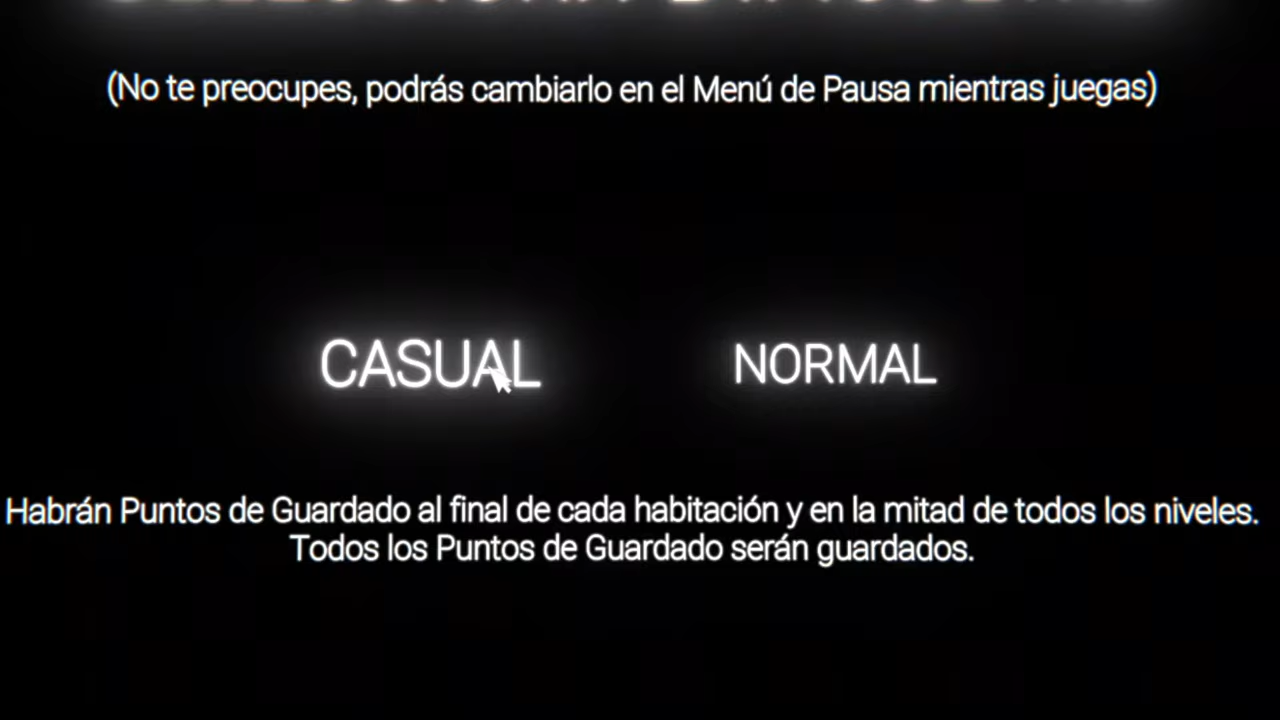 (No te preocupes, podrás cambiarlo en el Menú de Pausa mientras juegas)
CASUAL
NORMAL
Habrán Puntos de Guardado al final de cada habitación y en la mitad de todos los niveles.
Todos los Puntos de Guardado serán guardados.